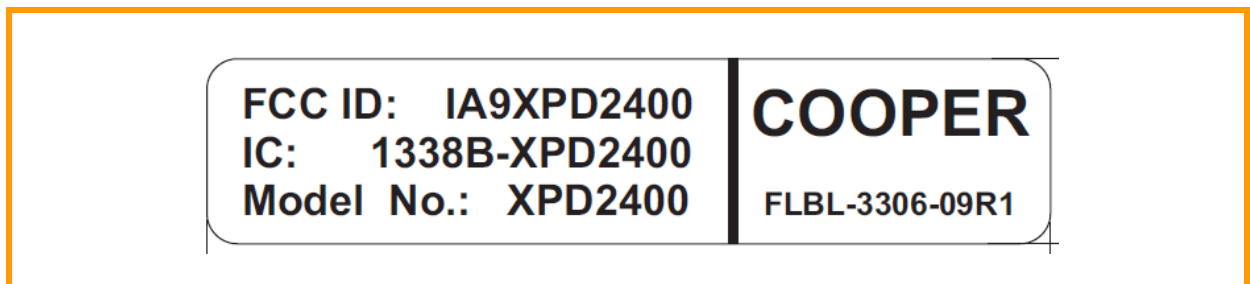 FCC ID: IA9XPD2400
IC: 1338B-XPD2400
Model No.: XPD2400
COOPER
FLBL-3306-09R1